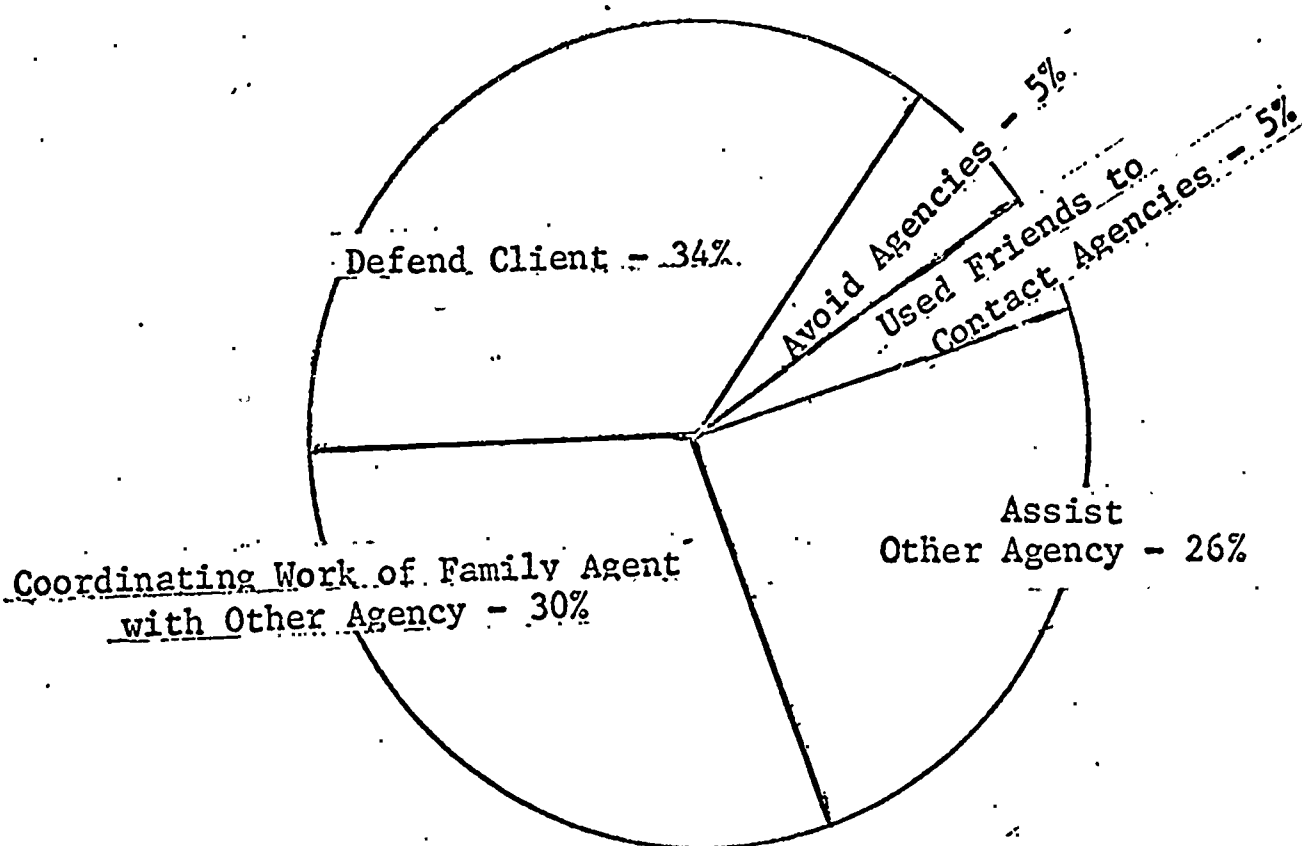 Defend Client - 34%
Avoid Agencies - 5%
Used Friends to
Contact Agencies - 5%
Assist
Other Agency - 26%
Coordinating Work of Family Agent
with Other Agency - 30%